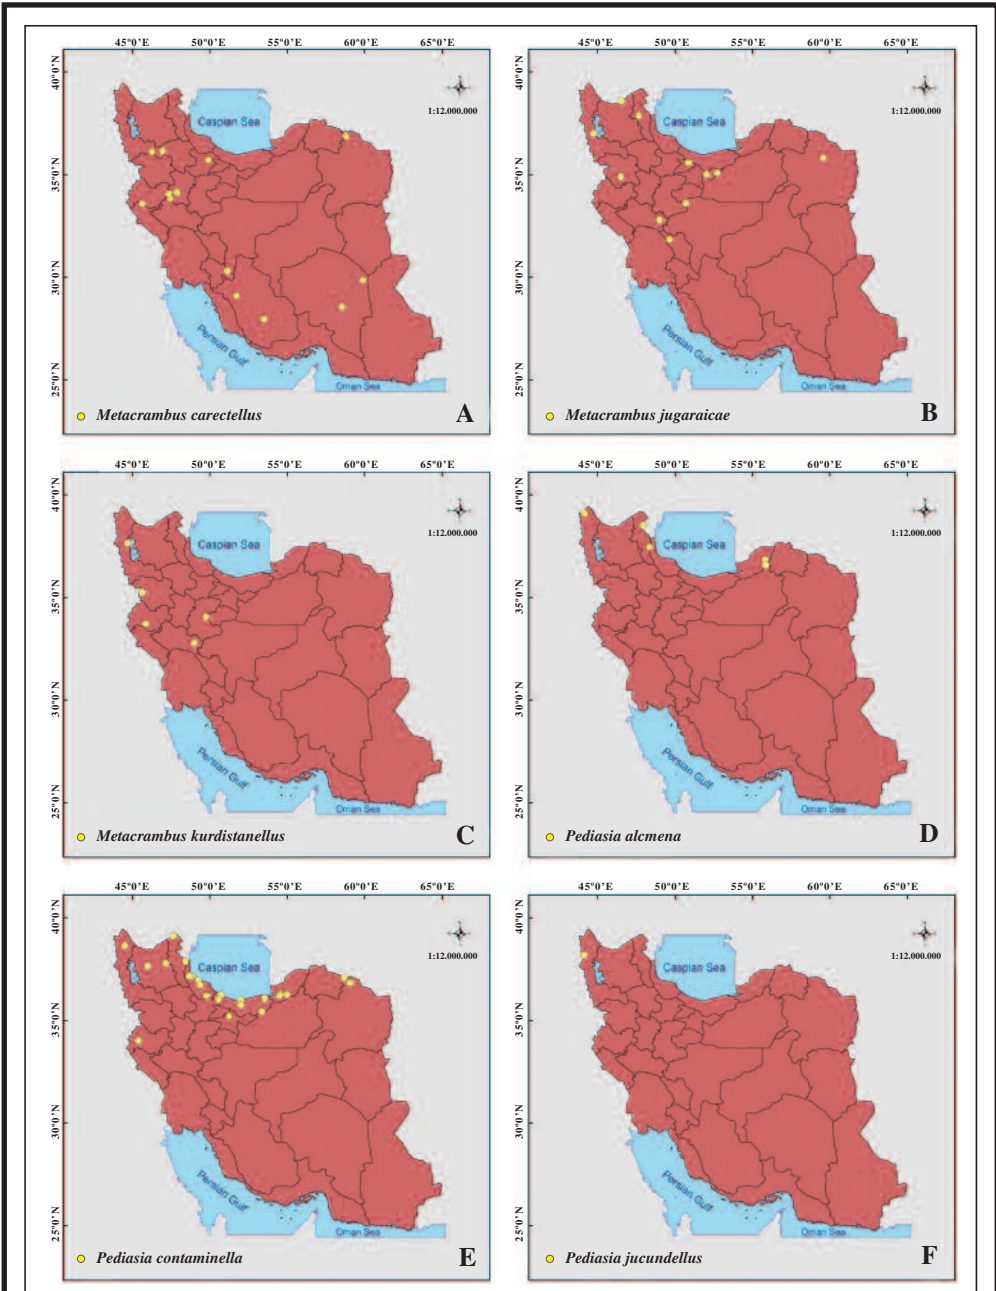 45°0’E 50°0’E 55°0’E 60°0’E 65°0’E
40°0’N
35°0’N
30°0’N
25°0’N
1:12.000.000
Caspian Sea
Persian Gulf
Oman Sea
Metacrambus carectellus A
45°0’E 50°0’E 55°0’E 60°0’E 65°0’E
40°0’N
35°0’N
30°0’N
25°0’N
1:12.000.000
Caspian Sea
Persian Gulf
Oman Sea
Metacrambus jugaraicae B
45°0’E 50°0’E 55°0’E 60°0’E 65°0’E
40°0’N
35°0’N
30°0’N
25°0’N
1:12.000.000
Caspian Sea
Persian Gulf
Oman Sea
Metacrambus kurdistanellus C
45°0’E 50°0’E 55°0’E 60°0’E 65°0’E
40°0’N
35°0’N
30°0’N
25°0’N
1:12.000.000
Caspian Sea
Persian Gulf
Oman Sea
Pediasia alcmena D
45°0’E 50°0’E 55°0’E 60°0’E 65°0’E
40°0’N
35°0’N
30°0’N
25°0’N
1:12.000.000
Caspian Sea
Persian Gulf
Oman Sea
Pediasia contaminella E
45°0’E 50°0’E 55°0’E 60°0’E 65°0’E
40°0’N
35°0’N
30°0’N
25°0’N
1:12.000.000
Caspian Sea
Persian Gulf
Oman Sea
Pediasia jucundellus F